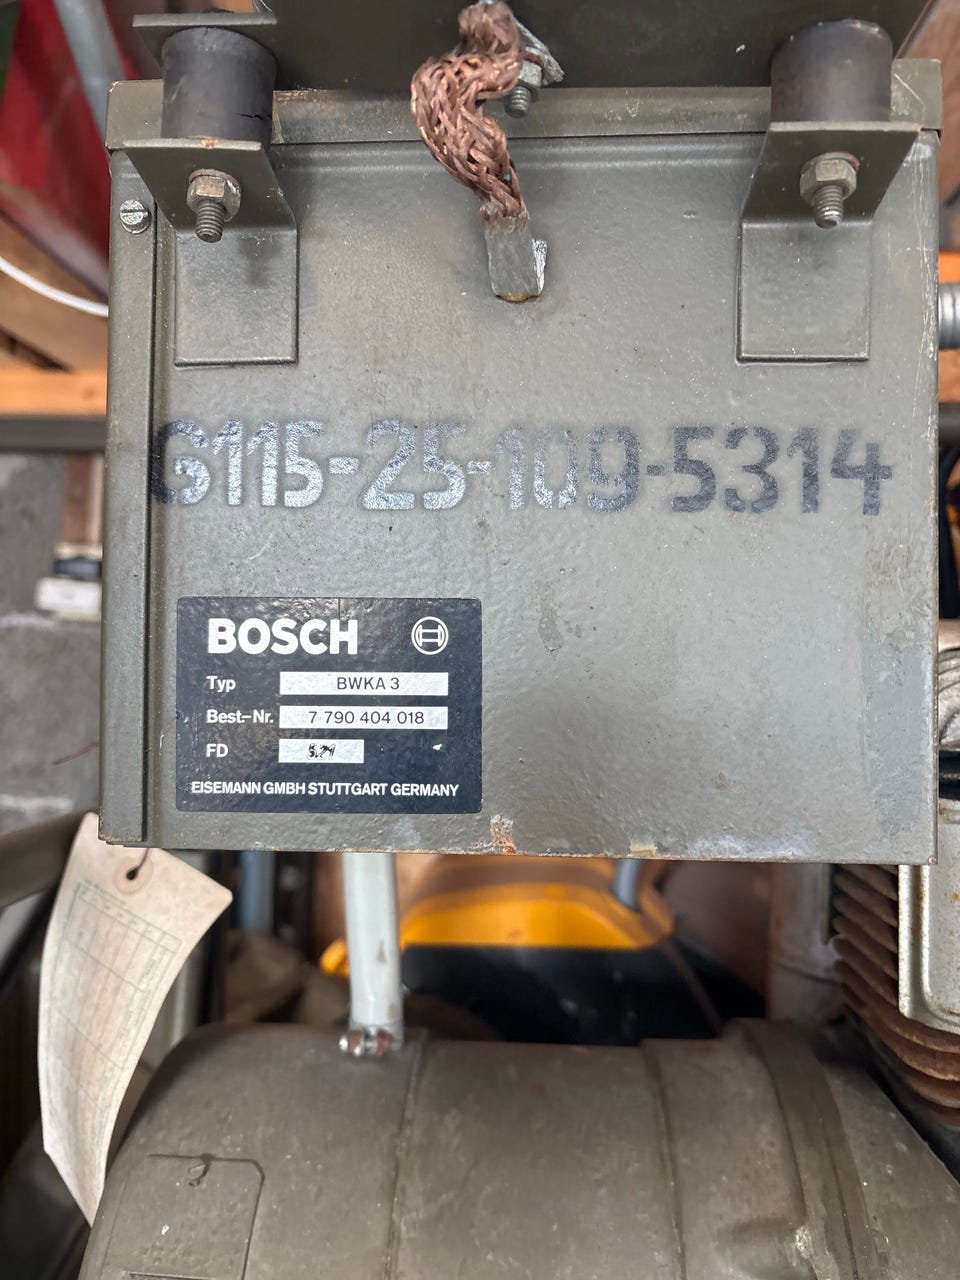 6115-25-109-5314
BOSCH
Typ BWKA 3
Best-Nr. 7 790 404 018
FD
EISEMANN GMBH STUTTGART GERMANY